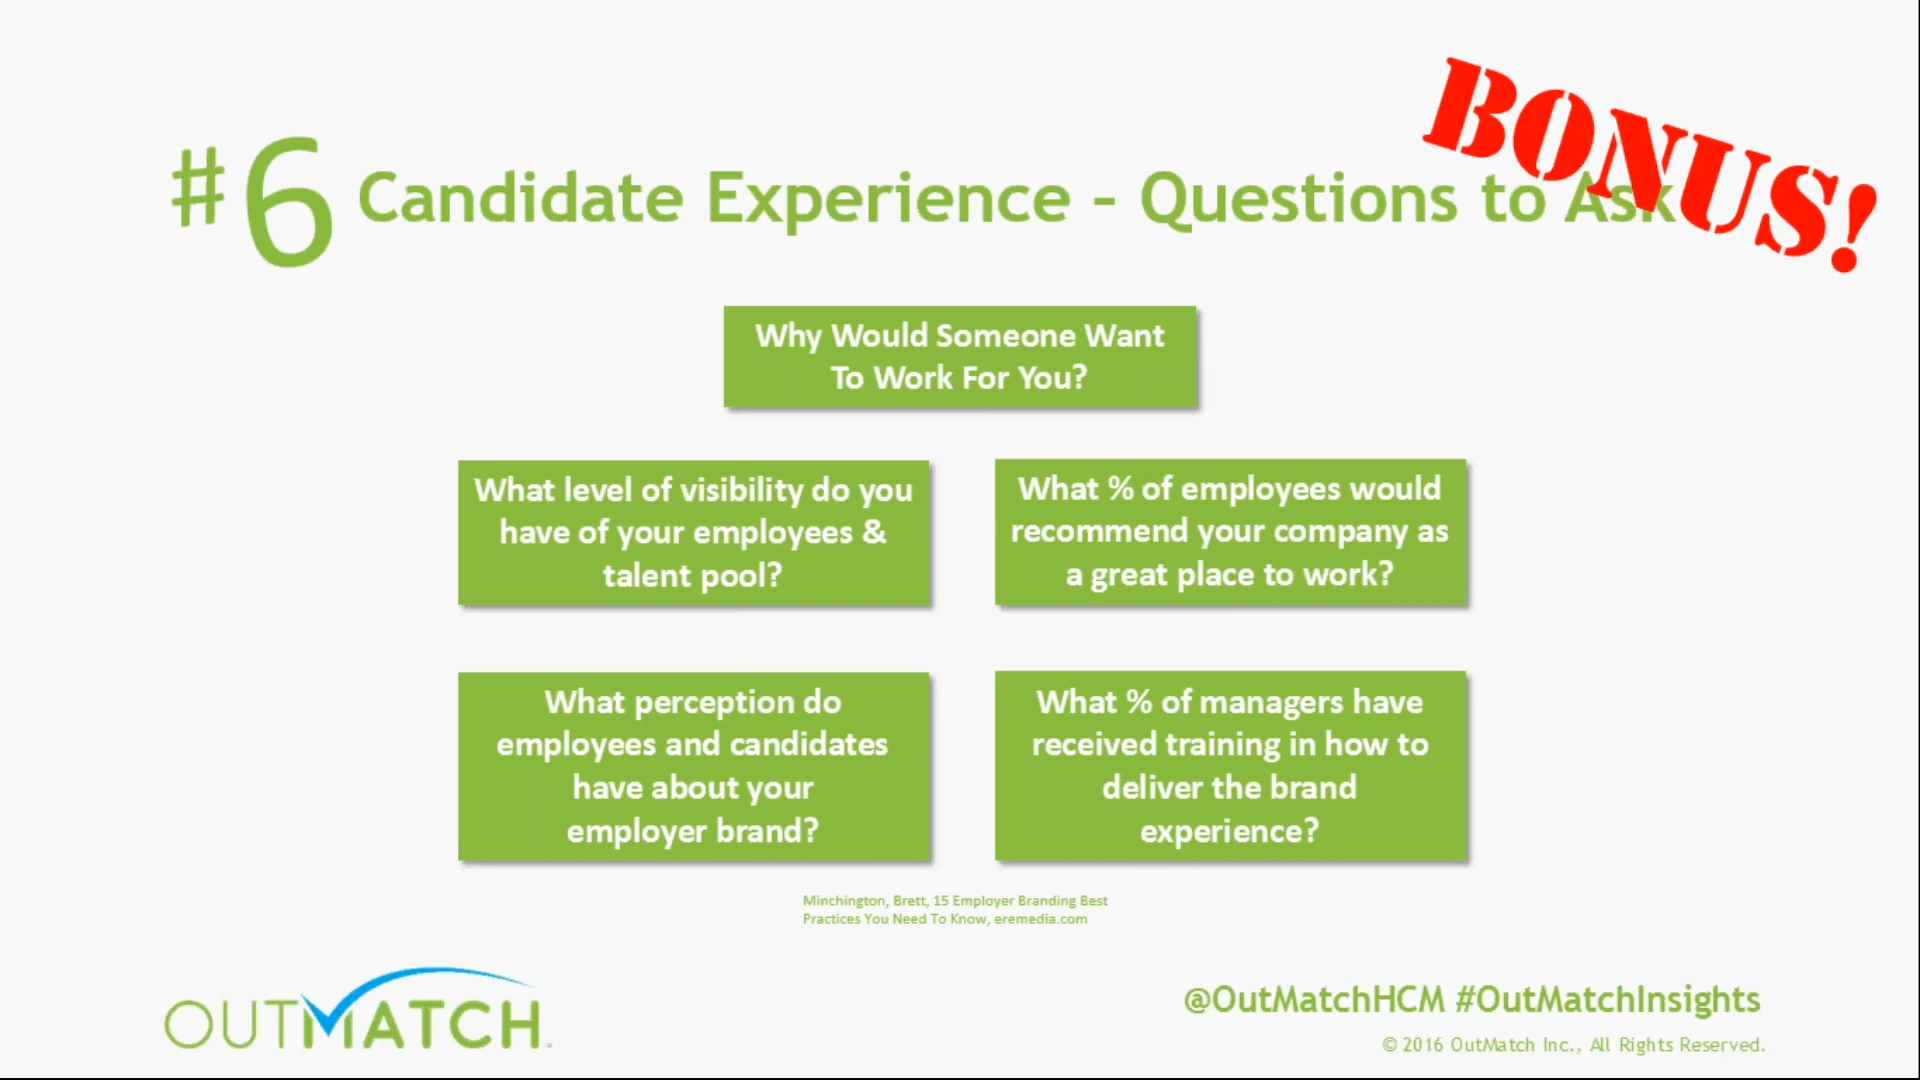 BONUS!
#6 Candidate Experience - Questions to Ask
Why Would Someone Want
To Work For You?
What level of visibility do you
have of your employees &
talent pool?
What % of employees would
recommend your company as
a great place to work?
What perception do
employees and candidates
have about your
employer brand?
What % of managers have
received training in how to
deliver the brand
experience?
Minchington, Brett, 15 Employer Branding Best
Practices You Need To Know, eremedia.com
OUTMATCH
@OutMatchHCM #OutMatchInsights
© 2016 OutMatch Inc., All Rights Reserved.